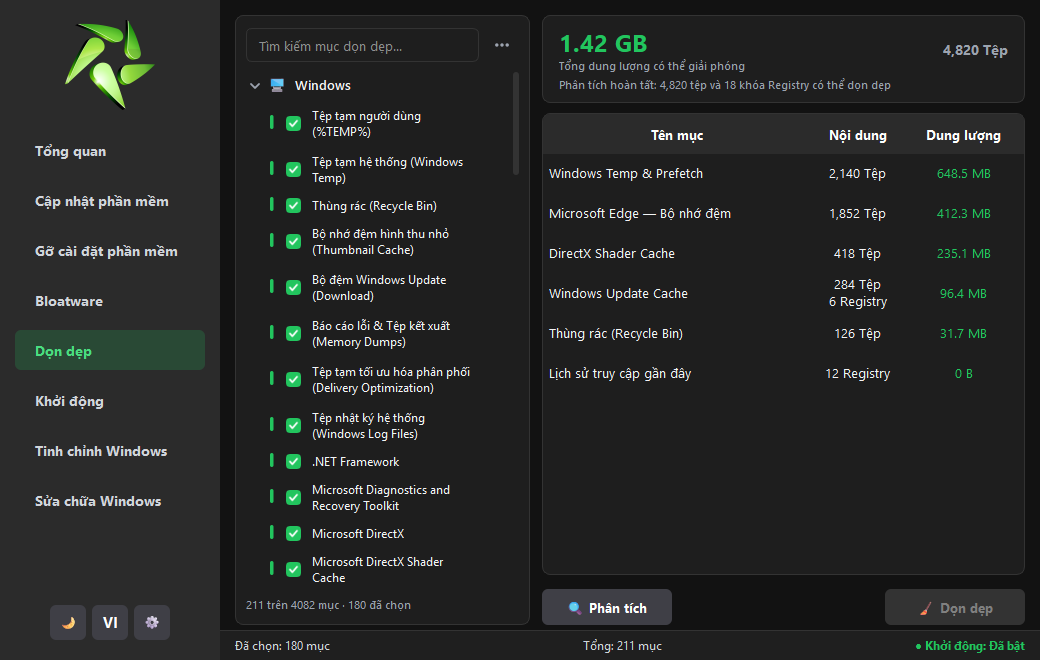 Tổng quan
Cập nhật phần mềm
Gỡ cài đặt phần mềm
Bloatware
Dọn dẹp
Khởi động
Tinh chỉnh Windows
Sửa chữa Windows
VI
Tìm kiếm mục dọn dẹp...
Windows
Tệp tạm người dùng
(%TEMP%)
Tệp tạm hệ thống (Windows
Temp)
Thùng rác (Recycle Bin)
Bộ nhớ đệm hình thu nhỏ
(Thumbnail Cache)
Bộ đệm Windows Update
(Download)
Báo cáo lỗi & Tệp kết xuất
(Memory Dumps)
Tệp tạm tối ưu hóa phân phối
(Delivery Optimization)
Tệp nhật ký hệ thống
(Windows Log Files)
.NET Framework
Microsoft Diagnostics and
Recovery Toolkit
Microsoft DirectX
Microsoft DirectX Shader
Cache
211 trên 4082 mục · 180 đã chọn
1.42 GB
4,820 Tệp
Tổng dung lượng có thể giải phóng
Phân tích hoàn tất: 4,820 tệp và 18 khóa Registry có thể dọn dẹp
Tên mục Nội dung Dung lượng
Windows Temp & Prefetch 2,140 Tệp 648.5 MB
Microsoft Edge — Bộ nhớ đệm 1,852 Tệp 412.3 MB
DirectX Shader Cache 418 Tệp 235.1 MB
Windows Update Cache 284 Tệp 96.4 MB
6 Registry
Thùng rác (Recycle Bin) 126 Tệp 31.7 MB
Lịch sử truy cập gần đây 12 Registry 0 B
Phân tích
Dọn dẹp
Đã chọn: 180 mục
Tổng: 211 mục
● Khởi động: Đã bật